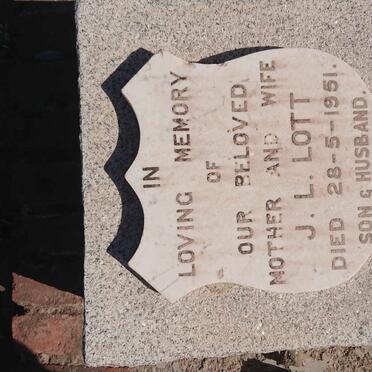 IN
LOVING MEMORY
OF
OUR BELOVED
MOTHER AND WIFE
J. L. LOTT
DIED 28-5-1951.
SON & HUSBAND.